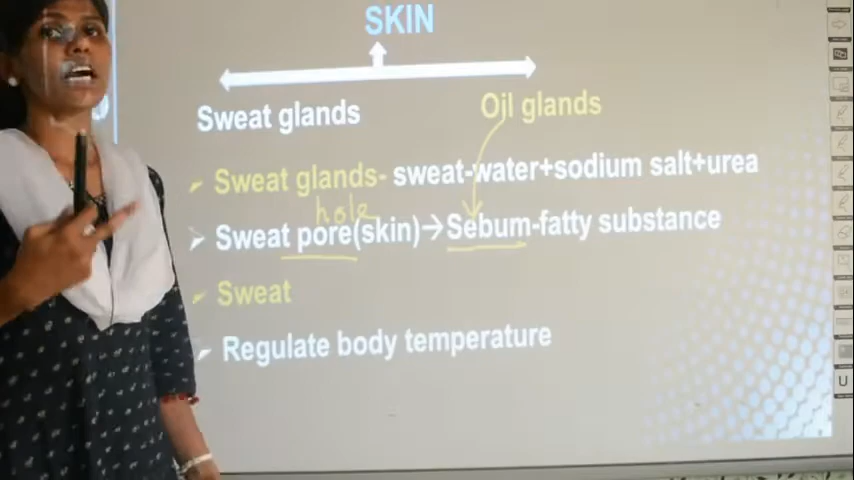 SKIN
Sweat glands Oil glands
Sweat glands- sweat-water+sodium salt+urea
hole
Sweat pore(skin)→Sebum-fatty substance
Sweat
Regulate body temperature
U